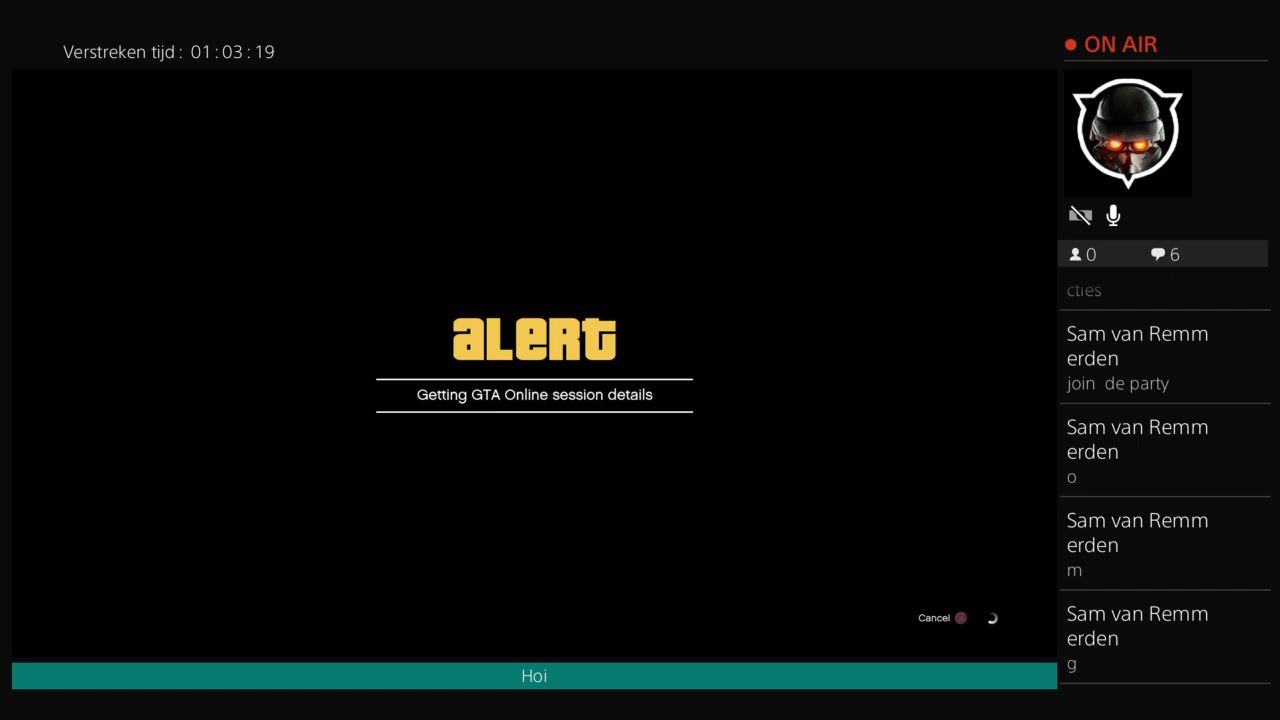 Verstreken tijd: 01:03:19
ON AIR
0 6
cties
Sam van Remm
erden
join de party
Sam van Remm
erden
o
Sam van Remm
erden
m
Sam van Remm
erden
g
alert
Getting GTA Online session details
Cancel
Hoi